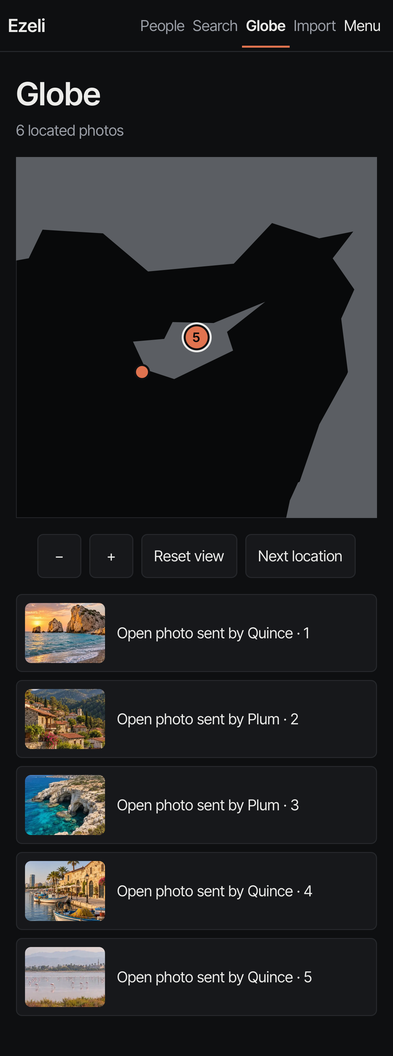 Ezeli People Search Globe Import Menu
Globe
6 located photos
5
− + Reset view Next location
Open photo sent by Quince · 1
Open photo sent by Plum · 2
Open photo sent by Plum · 3
Open photo sent by Quince · 4
Open photo sent by Quince · 5